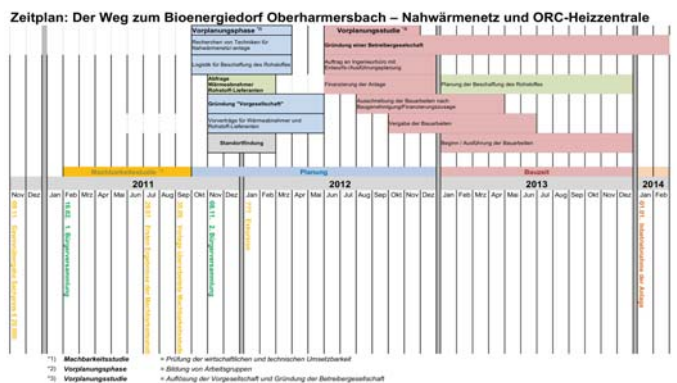 Zeitplan: Der Weg zum Bioenergiedorf Oberharmersbach – Nahwärmenetz und ORC-Heizzentrale
Vorplanungsphase *2
Vorplanungsstudie *3
Recherchen von Techniken für
Nahwärmenetz-anlage
Gründung einer Betreibergesellschaft
Logistik für Beschaffung des Rohstoffes
Auftrag an Ingenieurbüro mit
Entwurfs-/Ausführungsplanung
Abfrage
Wärmeabnehmer
Rohstoff-Lieferanten
Finanzierung der Anlage
Planung der Beschaffung des Rohstoffes
Gründung "Vorgesellschaft"
Ausschreibung der Bauarbeiten nach
Baugenehmigung/Finanzierungszusage
Vorverträge für Wärmeabnehmer und
Rohstoff-Lieferanten
Vergabe der Bauarbeiten
Standortfindung
Beginn / Ausführung der Bauarbeiten
Machbarkeitsstudie *1
Planung
Bauzeit
2011
2012
2013
2014
Nov Dez Jan Feb Mrz Apr Mai Jun Jul Aug Sep Okt Nov Dez Jan Feb Mrz Apr Mai Jun Jul Aug Sep Okt Nov Dez Jan Feb Mrz Apr Mai Jun Jul Aug Sep Okt Nov Dez Jan Feb
1. Bürgerversammlung
2. Bürgerversammlung
Exkursion
01.01. Inbetriebnahme der Anlage
*1) Machbarkeitsstudie = Prüfung der wirtschaftlichen und technischen Umsetzbarkeit
*2) Vorplanungsphase = Bildung von Arbeitsgruppen
*3) Vorplanungsstudie = Auflösung der Vorgesellschaft und Gründung der Betreibergesellschaft